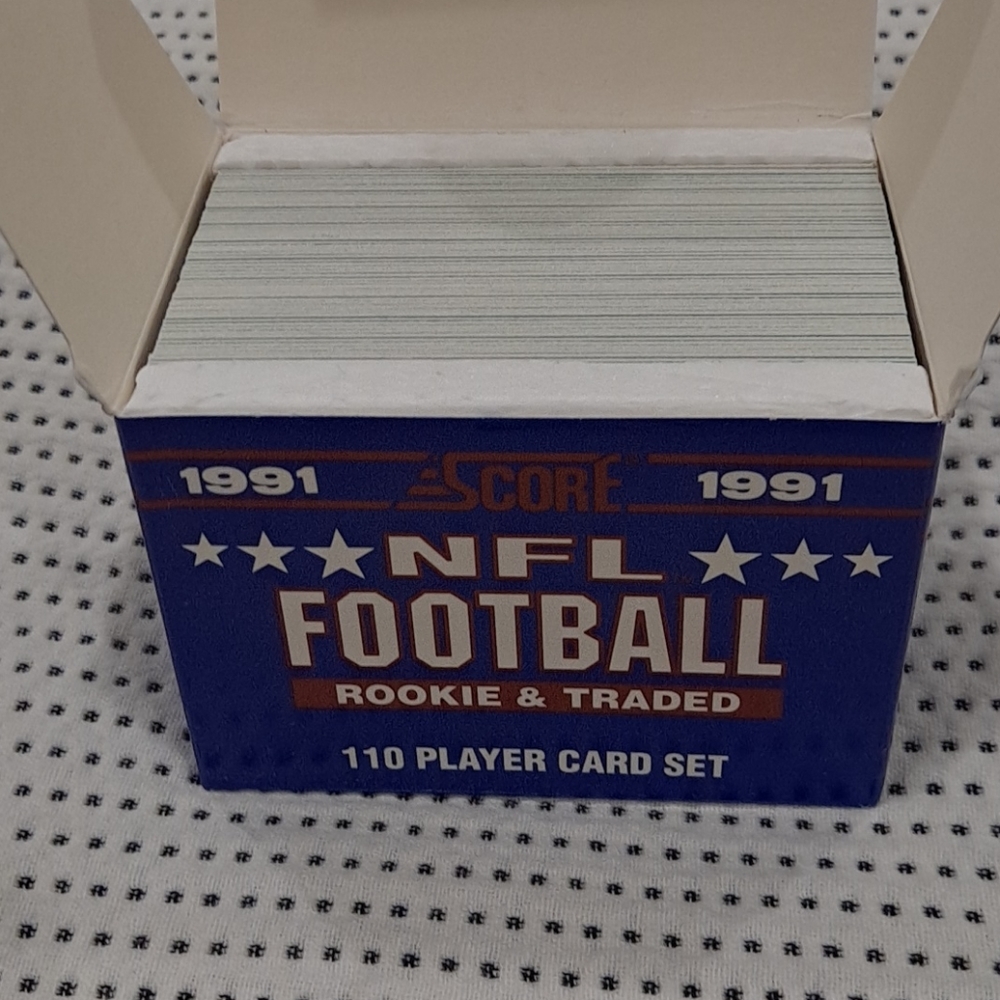 1991 SCORE 1991
NFL
FOOTBALL
ROOKIE & TRADED
110 PLAYER CARD SET